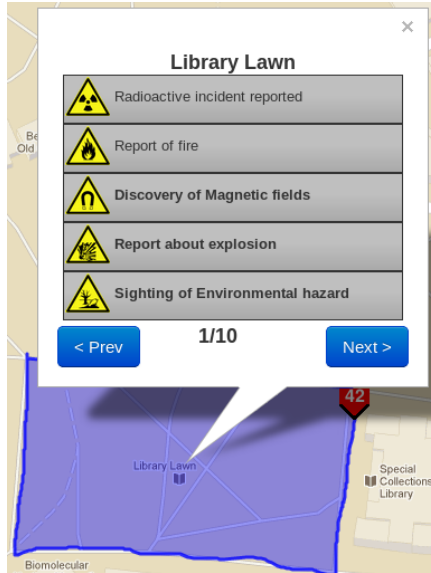 ×
Library Lawn
Radioactive incident reported
Report of fire
Discovery of Magnetic fields
Report about explosion
Sighting of Environmental hazard
< Prev
1/10
Next >
Old
42
Library Lawn
Special
Collections
Library
Biomolecular